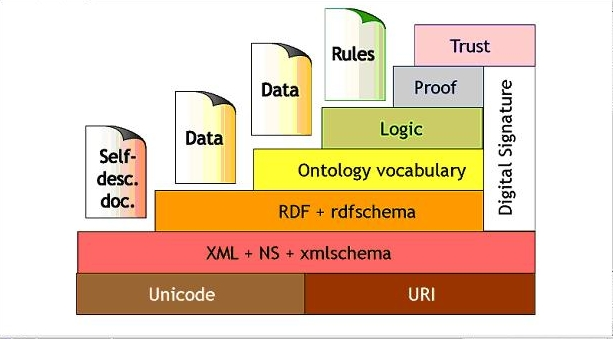 Rules
Trust
Data
Proof
Data
Logic
Digital Signature
Self-
desc.
doc.
Ontology vocabulary
RDF + rdfschema
XML + NS + xmlschema
Unicode
URI